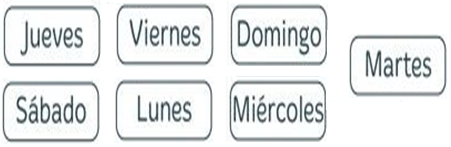 Jueves
Viernes
Domingo
Martes
Sábado
Lunes
Miércoles